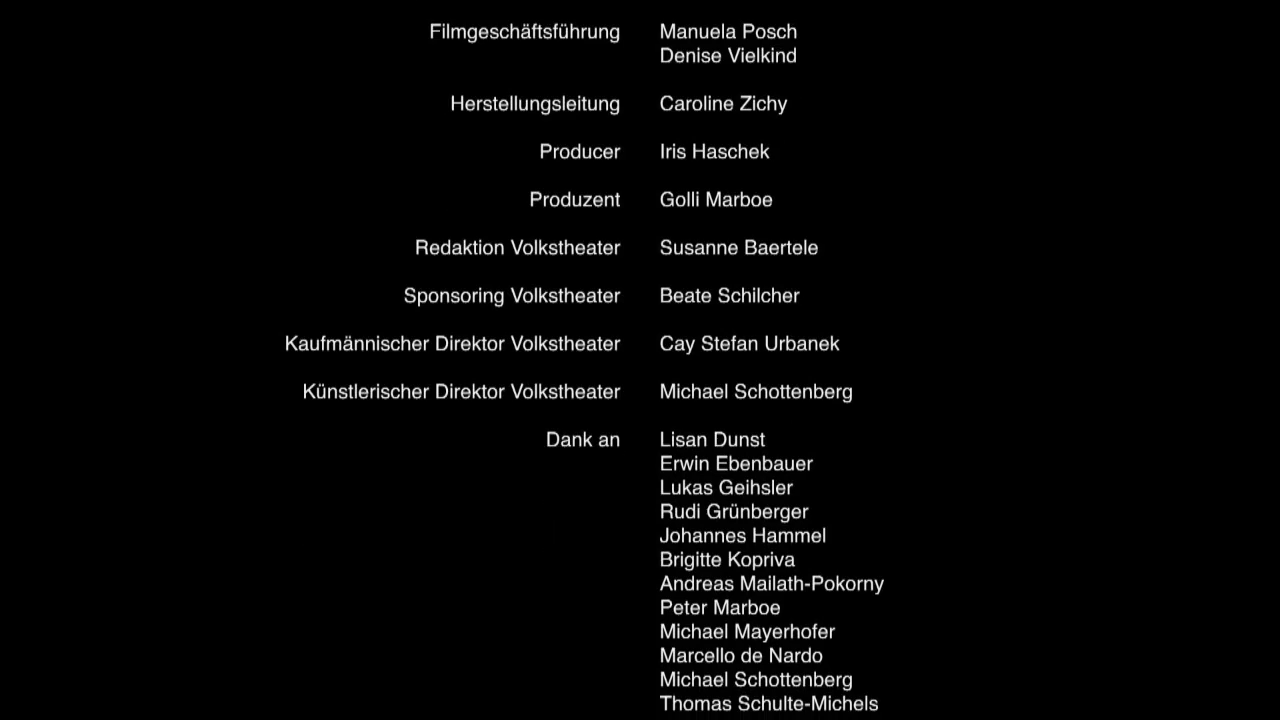 Filmgeschäftsführung Manuela Posch
Denise Vielkind
Herstellungsleitung Caroline Zichy
Producer Iris Haschek
Produzent Golli Marboe
Redaktion Volkstheater Susanne Baertele
Sponsoring Volkstheater Beate Schilcher
Kaufmännischer Direktor Volkstheater Cay Stefan Urbanek
Künstlerischer Direktor Volkstheater Michael Schottenberg
Dank an Lisan Dunst
Erwin Ebenbauer
Lukas Geihsler
Rudi Grünberger
Johannes Hammel
Brigitte Kopriva
Andreas Mailath-Pokorny
Peter Marboe
Michael Mayerhofer
Marcello de Nardo
Michael Schottenberg
Thomas Schulte-Michels